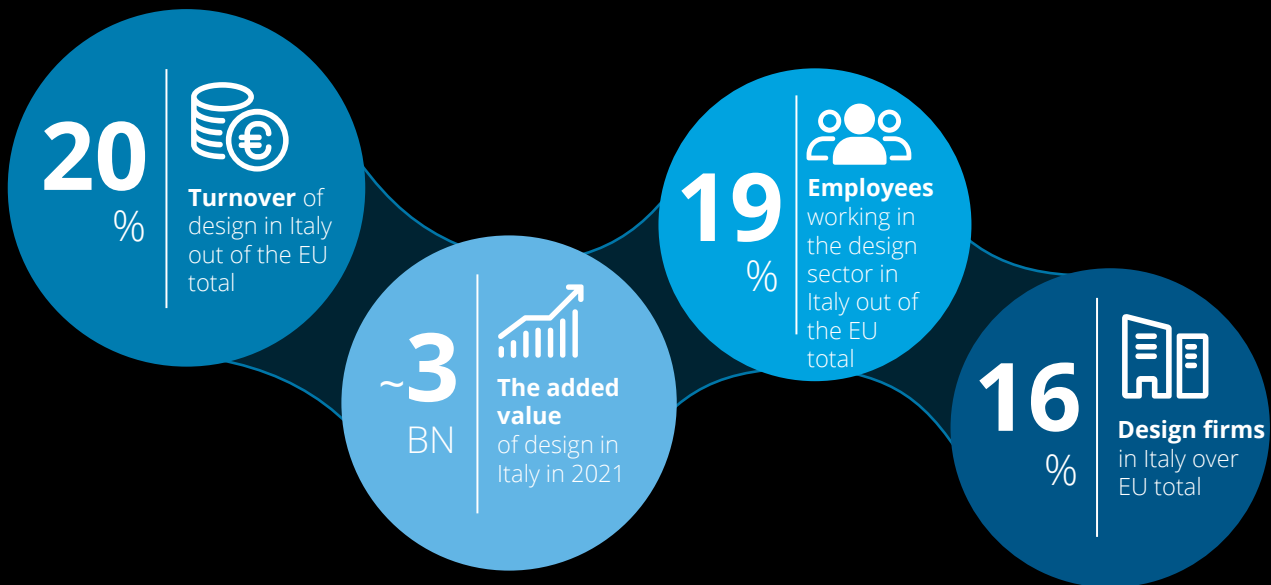 20
%
Turnover of
design in Italy
out of the EU
total
~3
BN
The added
value
of design in
Italy in 2021
19
%
Employees
working in
the design
sector in
Italy out of
the EU
total
16
%
Design firms
in Italy over
EU total